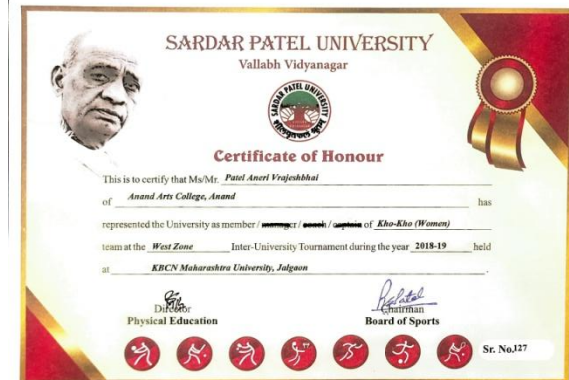 SARDAR PATEL UNIVERSITY
Vallabh Vidyanagar
SARDAR PATEL UNIVERSITY
Certificate of Honour
This is to certify that Ms/Mr. Patel Aneri Vrajeshbhai
of Anand Arts College, Anand has
represented the University as member / manager / coach / captain of Kho-Kho (Women)
team at the West Zone Inter-University Tournament during the year 2018-19 held
at KBCN Maharashtra University, Jalgaon.
Director
Physical Education
Chairman
Board of Sports
Sr. No.127